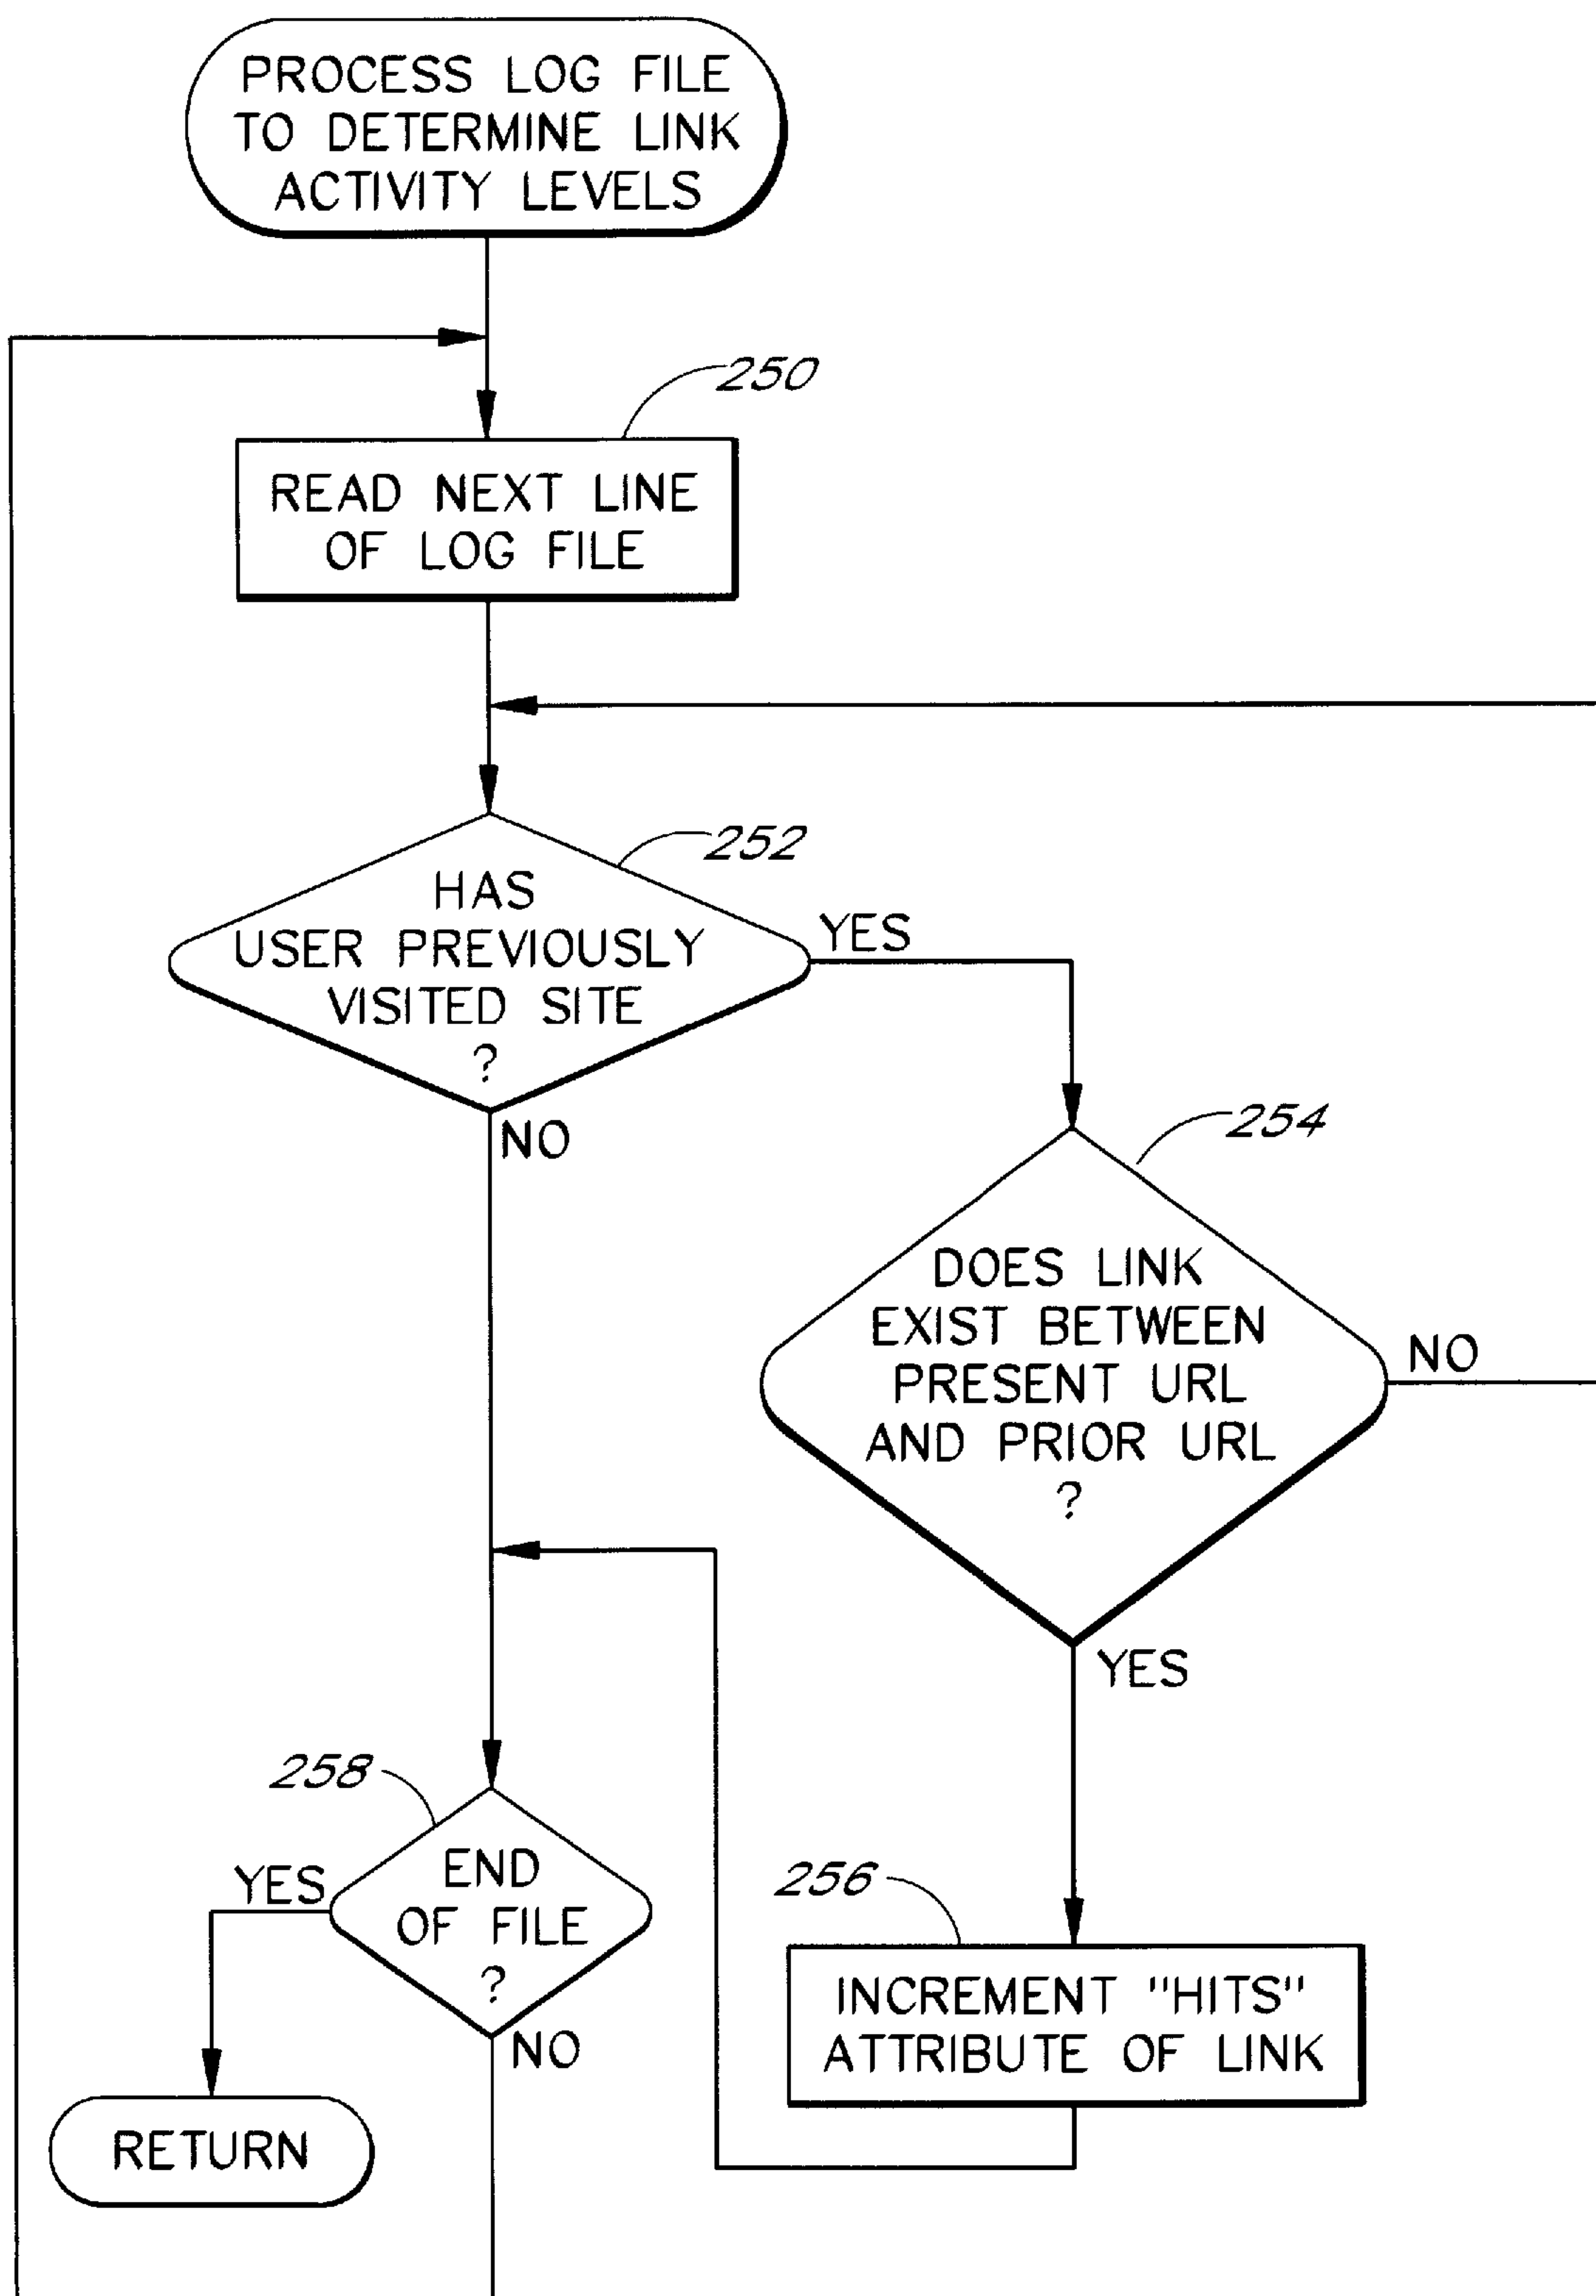 PROCESS LOG FILE
TO DETERMINE LINK
ACTIVITY LEVELS
250
READ NEXT LINE
OF LOG FILE
252
HAS
USER PREVIOUSLY
VISITED SITE
?
YES
NO
254
DOES LINK
EXIST BETWEEN
PRESENT URL
AND PRIOR URL
?
NO
YES
258
END
OF FILE
?
YES
NO
256
INCREMENT "HITS"
ATTRIBUTE OF LINK
RETURN